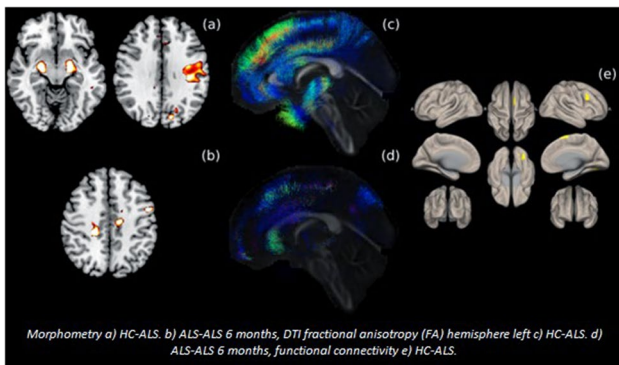 (a)
(c)
(e)
(b)
(d)
Morphometry a) HC-ALS. b) ALS-ALS 6 months, DTI fractional anisotropy (FA) hemisphere left c) HC-ALS. d)
ALS-ALS 6 months, functional connectivity e) HC-ALS.